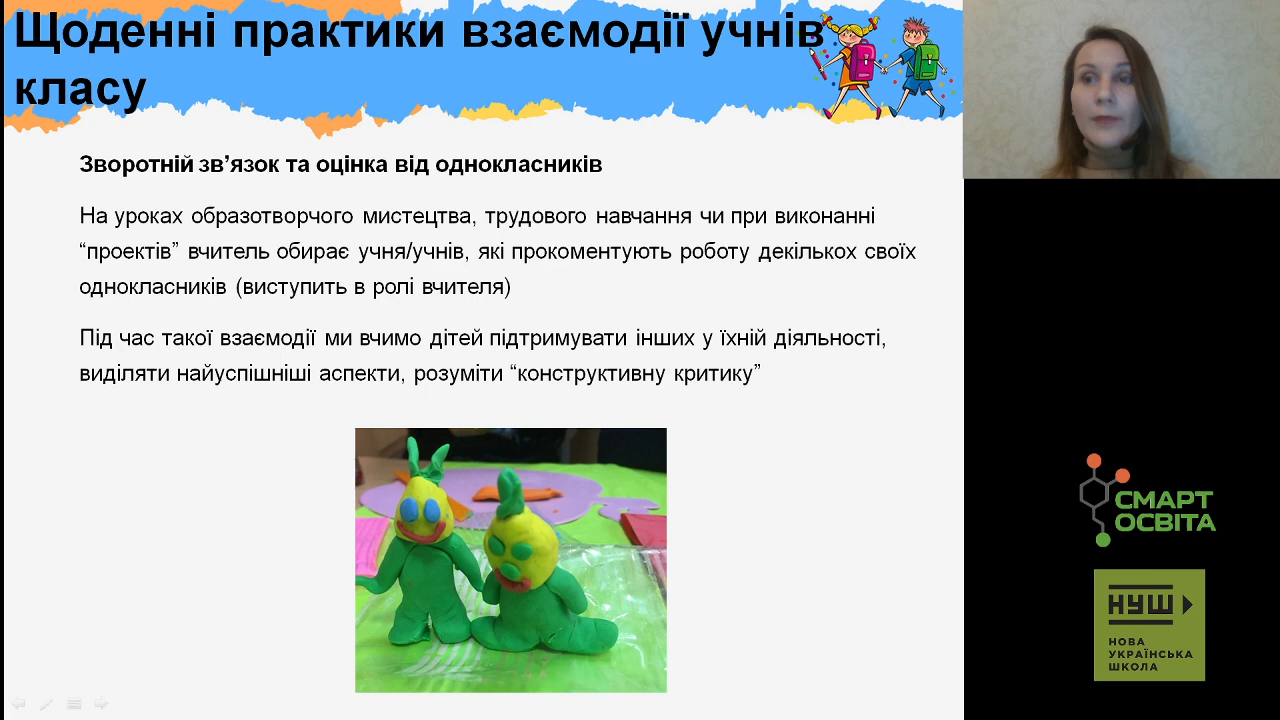 Щоденні практики взаємодії учнів
класу
Зворотній зв’язок та оцінка від однокласників
На уроках образотворчого мистецтва, трудового навчання чи при виконанні
“проектів” вчитель обирає учня/учнів, які прокоментують роботу декількох своїх
однокласників (виступить в ролі вчителя)
Під час такої взаємодії ми вчимо дітей підтримувати інших у їхній діяльності,
виділяти найуспішніші аспекти, розуміти “конструктивну критику”
СМАРТ
ОСВІТА
НУШ
НОВА
УКРАЇНСЬКА
ШКОЛА